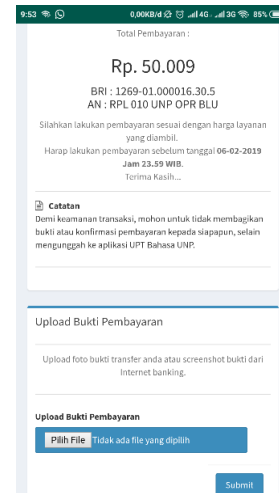 9:53
0,00KB/d
4G
3G
85%
Total Pembayaran :
Rp. 50.009
BRI : 1269-01.000016.30.5
AN : RPL 010 UNP OPR BLU
Silahkan lakukan pembayaran sesuai dengan harga layanan
yang diambil.
Harap lakukan pembayaran sebelum tanggal 06-02-2019
Jam 23.59 WIB.
Terima Kasih...
Catatan
Demi keamanan transaksi, mohon untuk tidak membagikan
bukti atau konfirmasi pembayaran kepada siapapun, selain
mengunggah ke aplikasi UPT Bahasa UNP.
Upload Bukti Pembayaran
Upload foto bukti transfer anda atau screenshot bukti dari
Internet banking.
Upload Bukti Pembayaran
Pilih File Tidak ada file yang dipilih
Submit